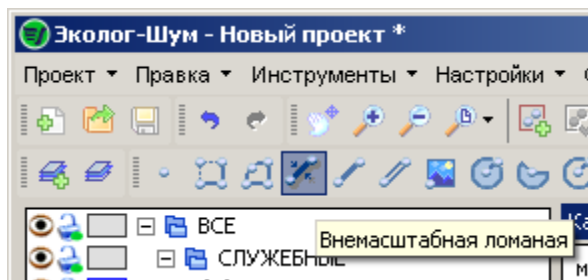 Эколог-Шум - Новый проект *
Проект Правка Инструменты Настройки
ВСЕ
СЛУЖЕБНЫЕ
Внемасштабная ломаная